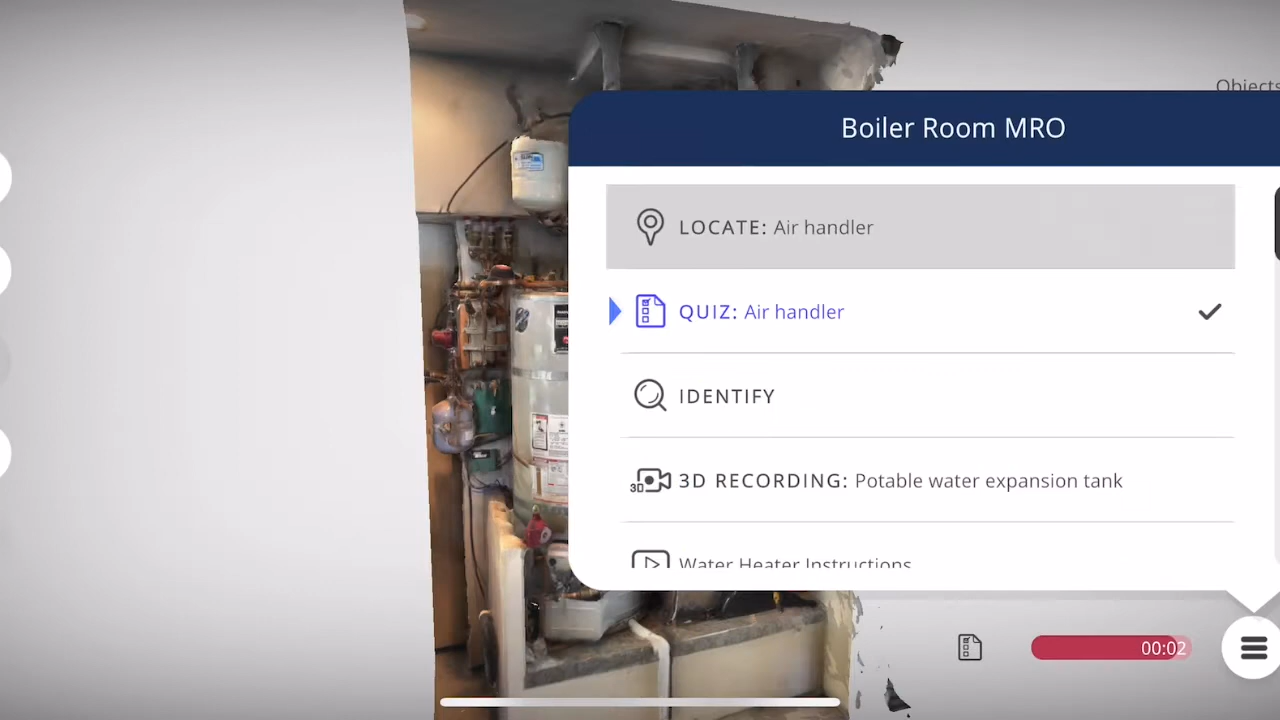 Objects
Boiler Room MRO
LOCATE: Air handler
QUIZ: Air handler
IDENTIFY
3D RECORDING: Potable water expansion tank
3D
Water Heater Instructions
00:02